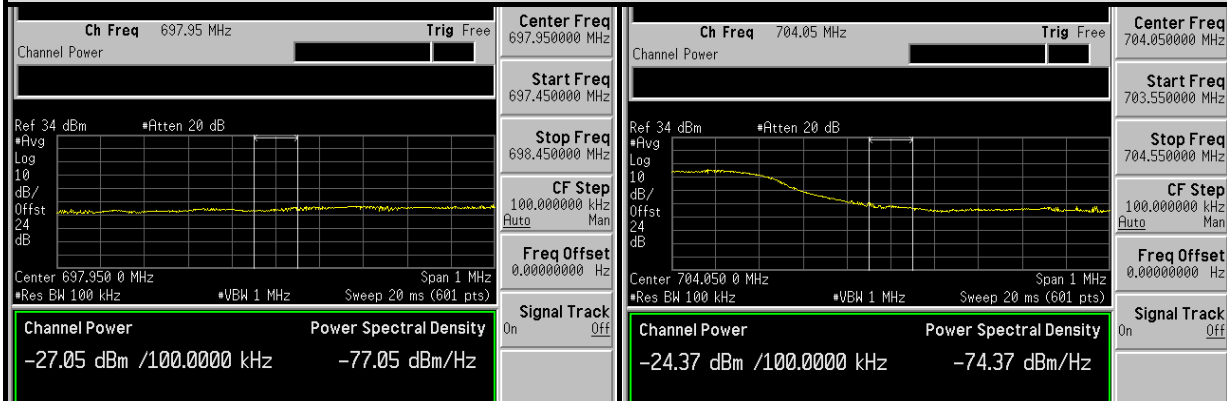 Ch Freq 697.95 MHz Trig Free
Channel Power
Ref 34 dBm #Atten 20 dB
#Avg
Log
10
dB/
Offst
24
dB
Center 697.950 0 MHz Span 1 MHz
#Res BW 100 kHz #VBW 1 MHz Sweep 20 ms (601 pts)
Channel Power Power Spectral Density
-27.05 dBm /100.0000 kHz -77.05 dBm/Hz
Center Freq
697.950000 MHz
Start Freq
697.450000 MHz
Stop Freq
698.450000 MHz
CF Step
100.000000 kHz
Auto Man
Freq Offset
0.00000000 Hz
Signal Track
On Off
Ch Freq 704.05 MHz Trig Free
Channel Power
Ref 34 dBm #Atten 20 dB
#Avg
Log
10
dB/
Offst
24
dB
Center 704.050 0 MHz Span 1 MHz
#Res BW 100 kHz #VBW 1 MHz Sweep 20 ms (601 pts)
Channel Power Power Spectral Density
-24.37 dBm /100.0000 kHz -74.37 dBm/Hz
Center Freq
704.050000 MHz
Start Freq
703.550000 MHz
Stop Freq
704.550000 MHz
CF Step
100.000000 kHz
Auto Man
Freq Offset
0.00000000 Hz
Signal Track
On Off